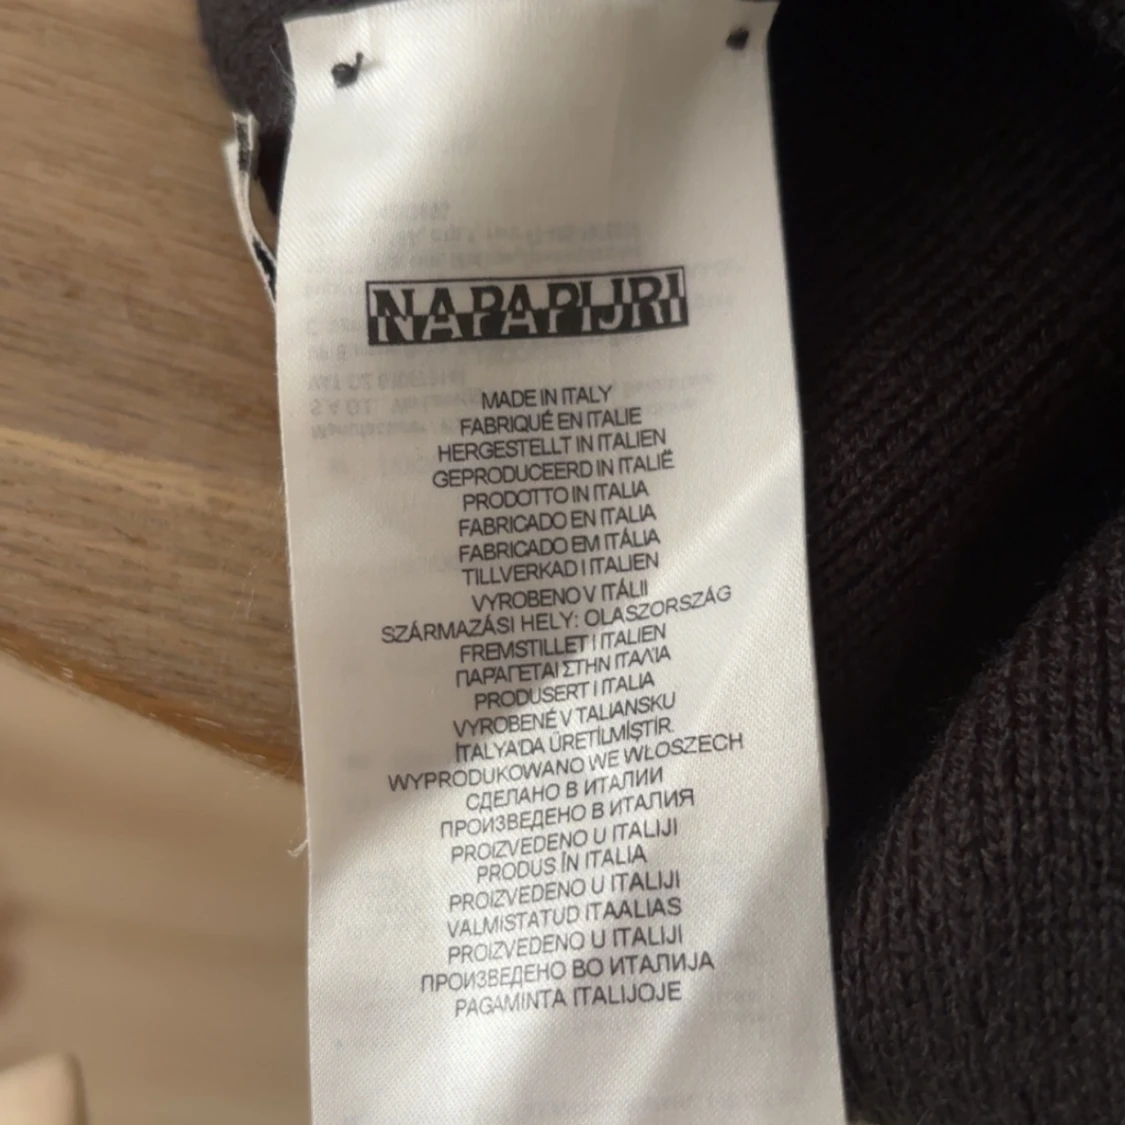 NAPAPIJRI
MADE IN ITALY
FABRIQUÉ EN ITALIE
HERGESTELLT IN ITALIEN
GEPRODUCEERD IN ITALIË
PRODOTTO IN ITALIA
FABRICADO EN ITALIA
FABRICADO EM ITÁLIA
TILLVERKAD I ITALIEN
VYROBENO V ITÁLII
SZÁRMAZÁSI HELY: OLASZORSZÁG
FREMSTILLET I ITALIEN
ΠΑΡΑΓΕΤΑΙ ΣΤΗΝ ΙΤΑΛΙΑ
PRODUSERT I ITALIA
VYROBENÉ V TALIANSKU
İTALYA'DA ÜRETİLMİŞTİR.
WYPRODUKOWANO WE WŁOSZECH
СДЕЛАНО В ИТАЛИИ
ПРОИЗВЕДЕНО В ИТАЛИЯ
PROIZVEDENO U ITALIJI
PRODUS ÎN ITALIA
PROIZVEDENO U ITALIJI
VALMISTATUD ITAALIAS
PROIZVEDENO U ITALIJI
ПРОИЗВЕДЕНО ВО ИТАЛИЈА
PAGAMINTA ITALIJOJE